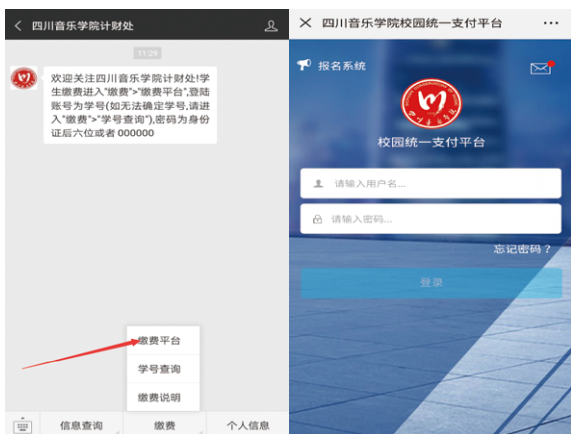 四川音乐学院计财处
11:29
欢迎关注四川音乐学院计财处!学
生缴费进入"缴费">"缴费平台",登陆
账号为学号(如无法确定学号,请进
入"缴费">"学号查询"),密码为身份
证后六位或者 000000
缴费平台
学号查询
缴费说明
信息查询
缴费
个人信息
四川音乐学院校园统一支付平台
报名系统
校园统一支付平台
请输入用户名...
请输入密码...
忘记密码？
登录